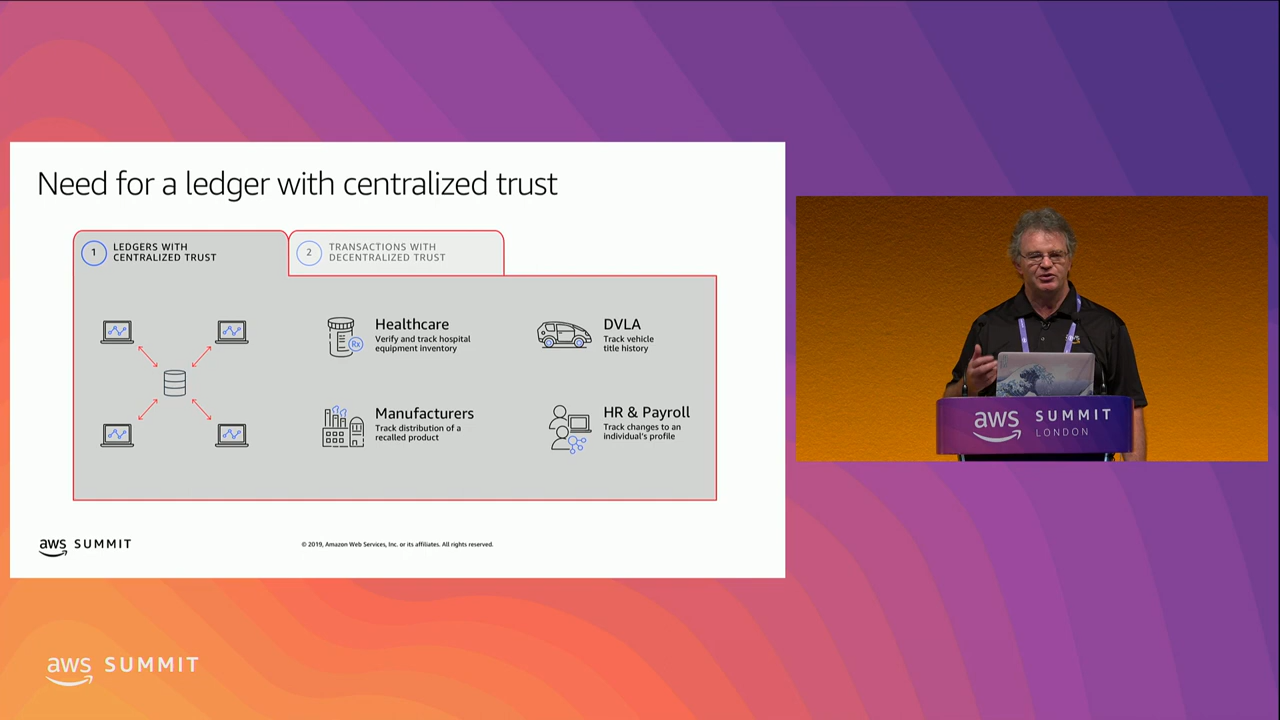 Need for a ledger with centralized trust
1
LEDGERS WITH
CENTRALIZED TRUST
2
TRANSACTIONS WITH
DECENTRALIZED TRUST
Healthcare
Verify and track hospital
equipment inventory
Rx
DVLA
Track vehicle
title history
Manufacturers
Track distribution of a
recalled product
HR & Payroll
Track changes to an
individual's profile
aws SUMMIT
© 2019, Amazon Web Services, Inc. or its affiliates. All rights reserved.
aws SUMMIT
LONDON
aws SUMMIT